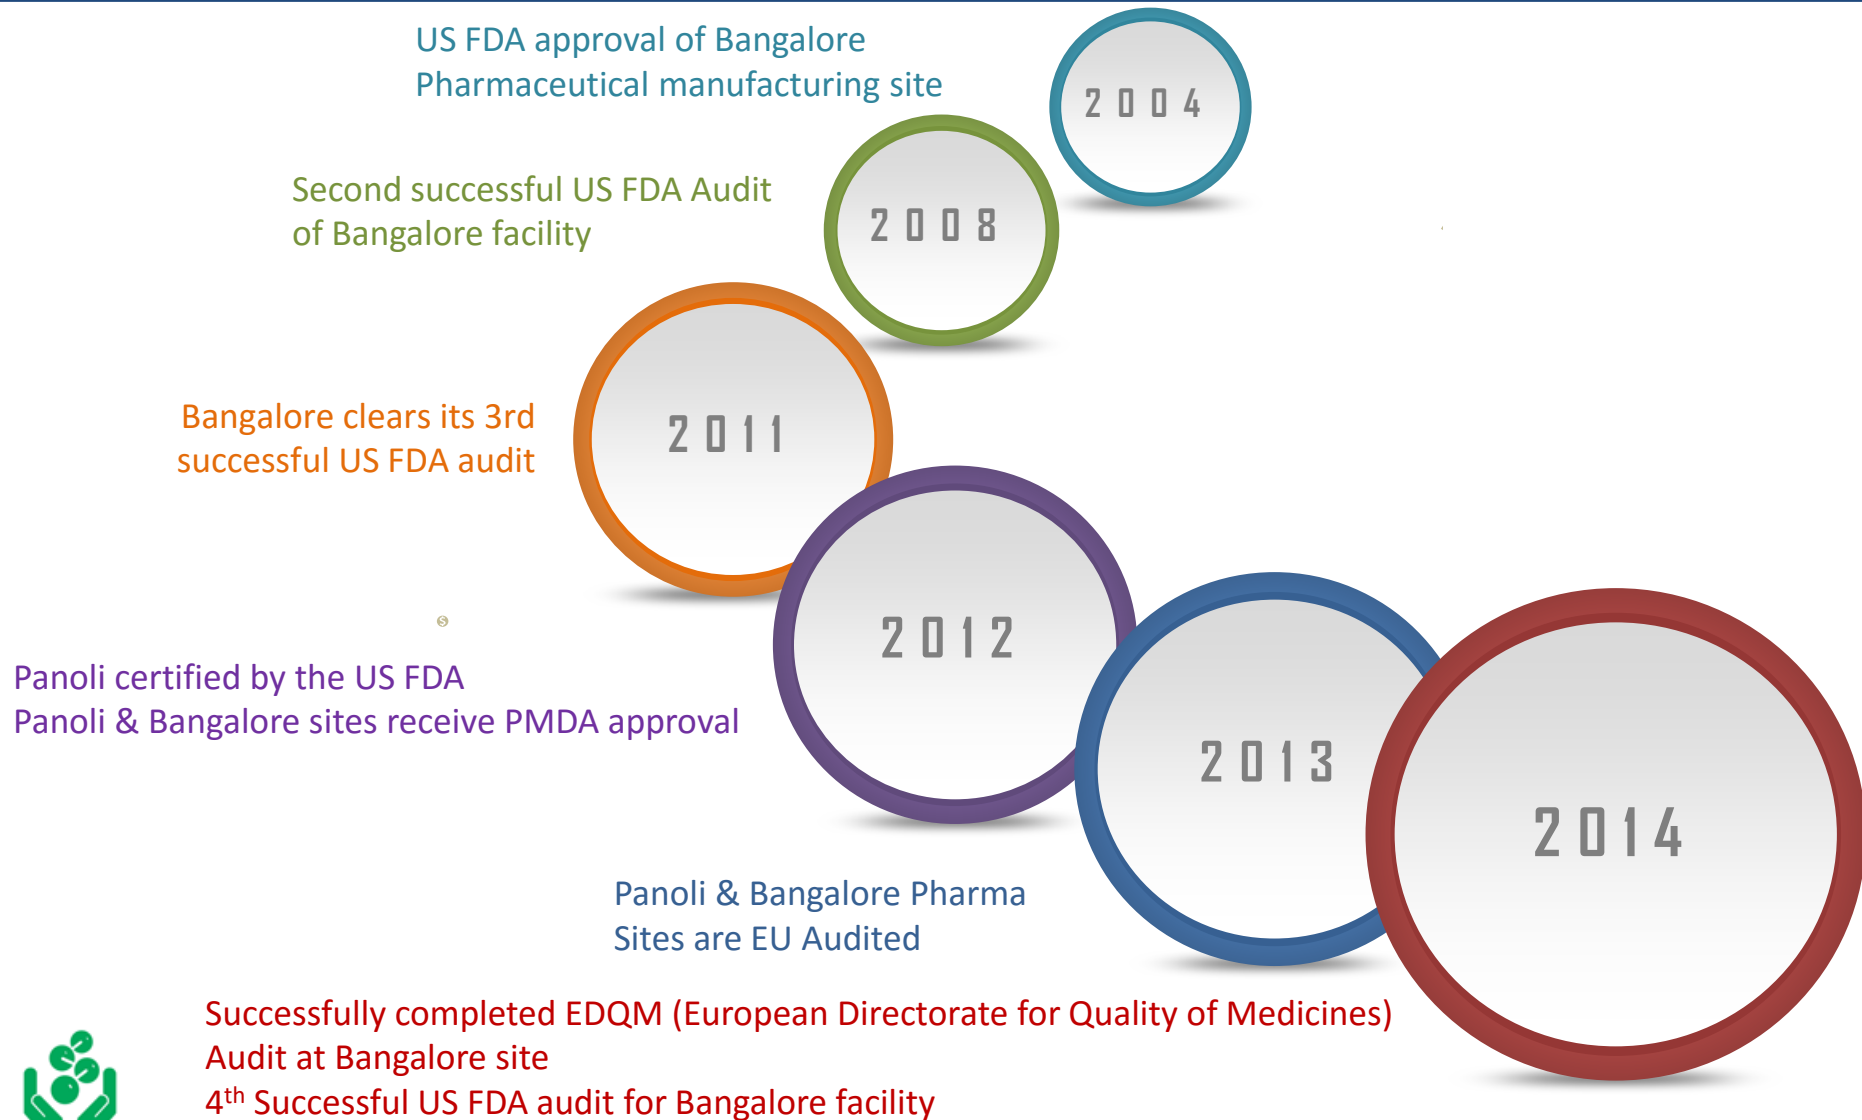 US FDA approval of Bangalore
Pharmaceutical manufacturing site
2004
Second successful US FDA Audit
of Bangalore facility
2008
Bangalore clears its 3rd
successful US FDA audit
2011
Panoli certified by the US FDA
Panoli & Bangalore sites receive PMDA approval
2012
Panoli & Bangalore Pharma
Sites are EU Audited
2013
2014
Successfully completed EDQM (European Directorate for Quality of Medicines)
Audit at Bangalore site
4th Successful US FDA audit for Bangalore facility